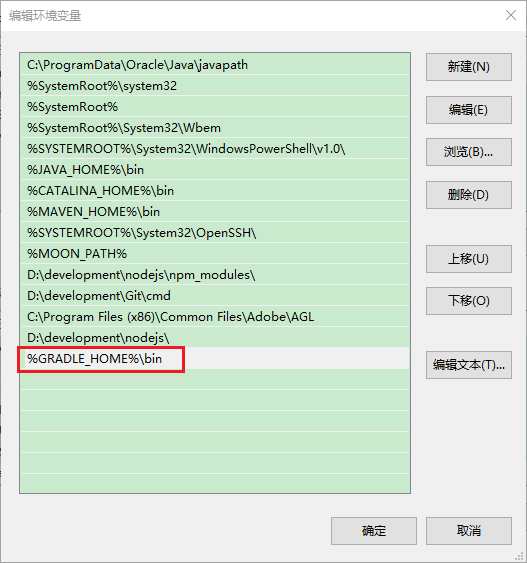 编辑环境变量
C:\ProgramData\Oracle\Java\javapath
%SystemRoot%\system32
%SystemRoot%
%SystemRoot%\System32\Wbem
%SYSTEMROOT%\System32\WindowsPowerShell\v1.0\
%JAVA_HOME%\bin
%CATALINA_HOME%\bin
%MAVEN_HOME%\bin
%SYSTEMROOT%\System32\OpenSSH\
%MOON_PATH%
D:\development\nodejs\npm_modules\
D:\development\Git\cmd
C:\Program Files (x86)\Common Files\Adobe\AGL
D:\development\nodejs\
%GRADLE_HOME%\bin
新建(N)
编辑(E)
浏览(B)...
删除(D)
上移(U)
下移(O)
编辑文本(T)...
确定
取消